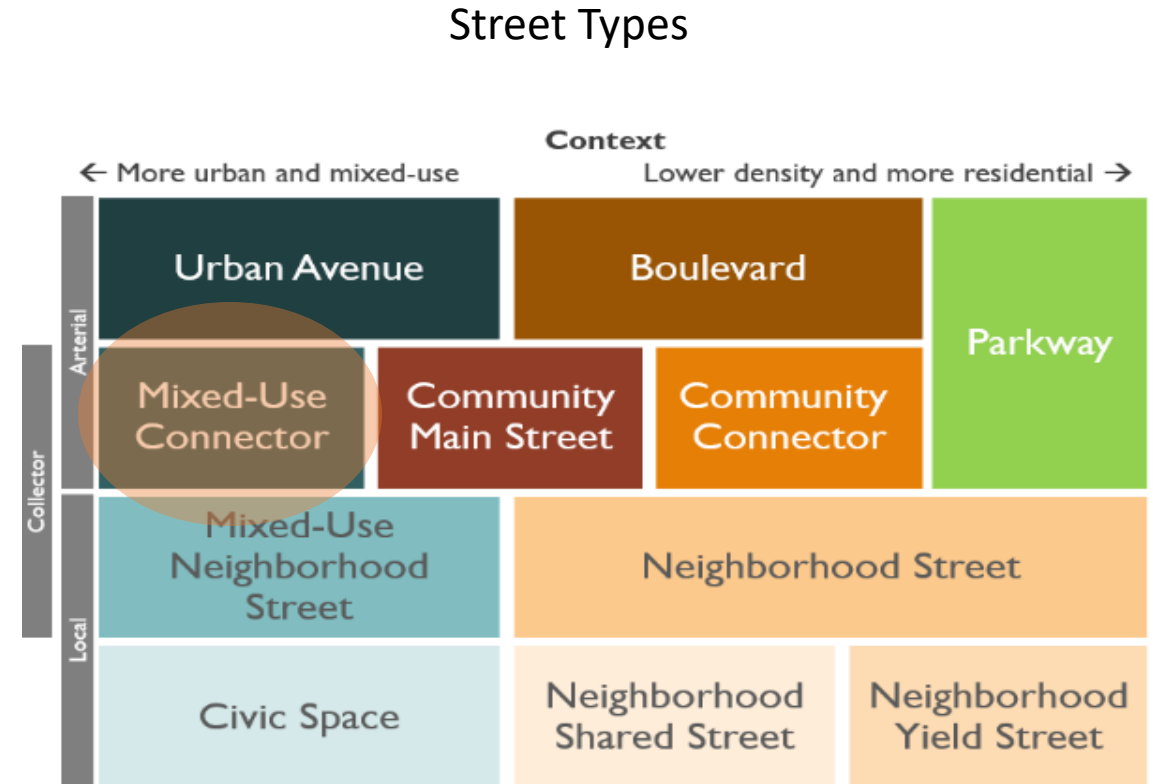 Street Types
Context
← More urban and mixed-use
Lower density and more residential →
Arterial
Collector
Local
Urban Avenue
Boulevard
Parkway
Mixed-Use
Connector
Community
Main Street
Community
Connector
Mixed-Use
Neighborhood
Street
Neighborhood Street
Civic Space
Neighborhood
Shared Street
Neighborhood
Yield Street